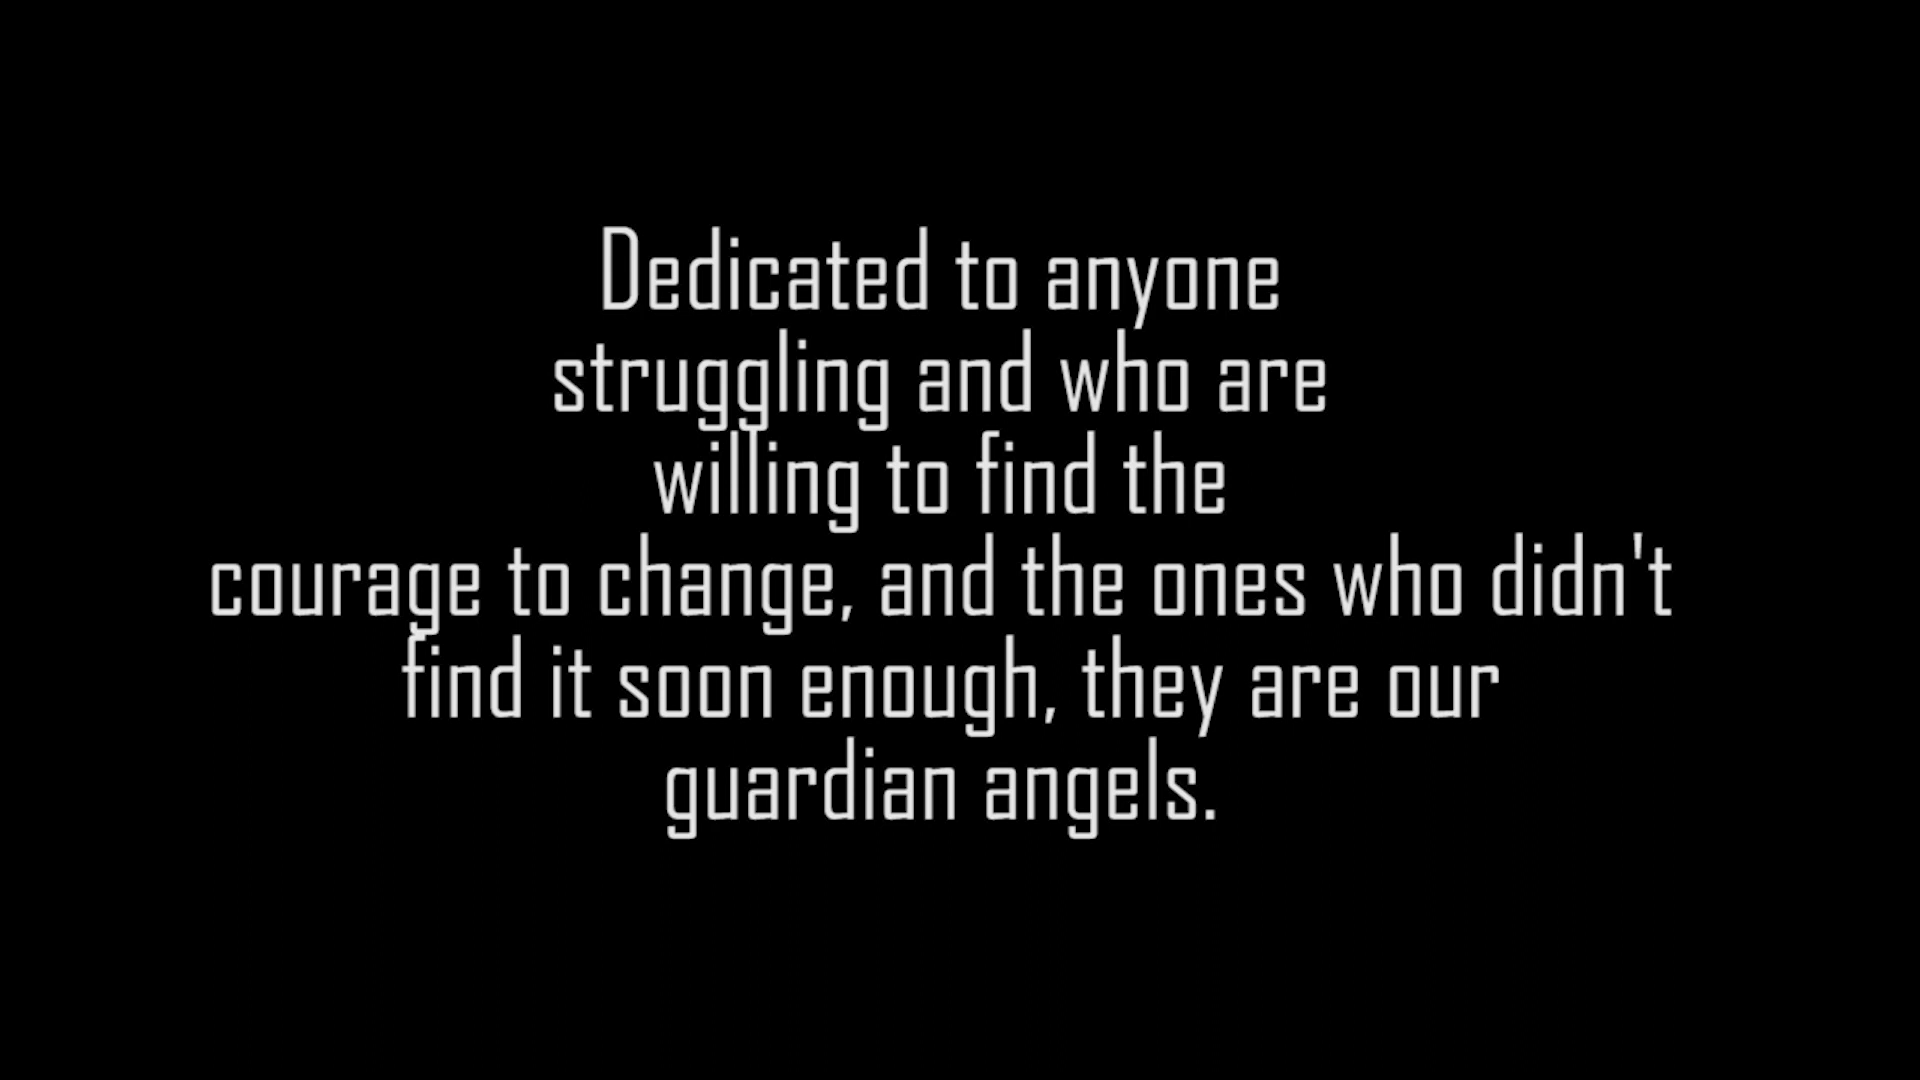 Dedicated to anyone
struggling and who are
willing to find the
courage to change, and the ones who didn't
find it soon enough, they are our
guardian angels.